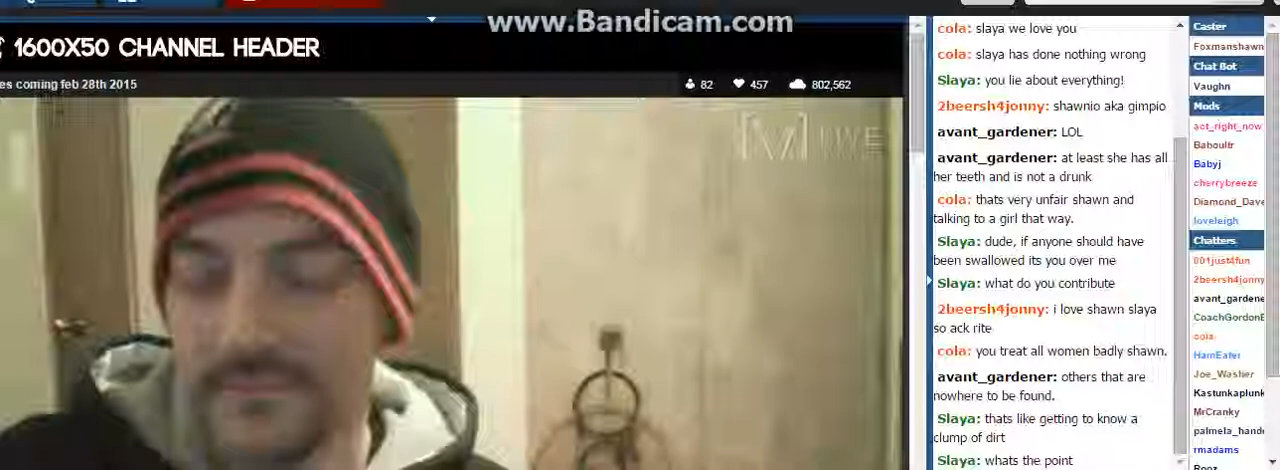 www.Bandicam.com
1600X50 CHANNEL HEADER
es coming feb 28th 2015
82 457 802,562
LIVE
cola: slaya we love you
cola: slaya has done nothing wrong
Slaya: you lie about everything!
2beersh4jonny: shawnio aka gimpio
avant_gardener: LOL
avant_gardener: at least she has all
her teeth and is not a drunk
cola: thats very unfair shawn and
talking to a girl that way.
Slaya: dude, if anyone should have
been swallowed its you over me
Slaya: what do you contribute
2beersh4jonny: i love shawn slaya
so ack rite
cola: you treat all women badly shawn.
avant_gardener: others that are
nowhere to be found.
Slaya: thats like getting to know a
clump of dirt
Slaya: whats the point
Caster
Foxmanshawn
Chat Bot
Vaughn
Mods
act_right_now
Baboultr
Babyj
cherrybreeze
Diamond_Dave
loveleigh
Chatters
801just4fun
2beersh4jonny
avant_gardene
CoachGordonB
cola
HamEater
Joe_Washer
Kastunkaplunk
MrCranky
palmela_hand
rmadams